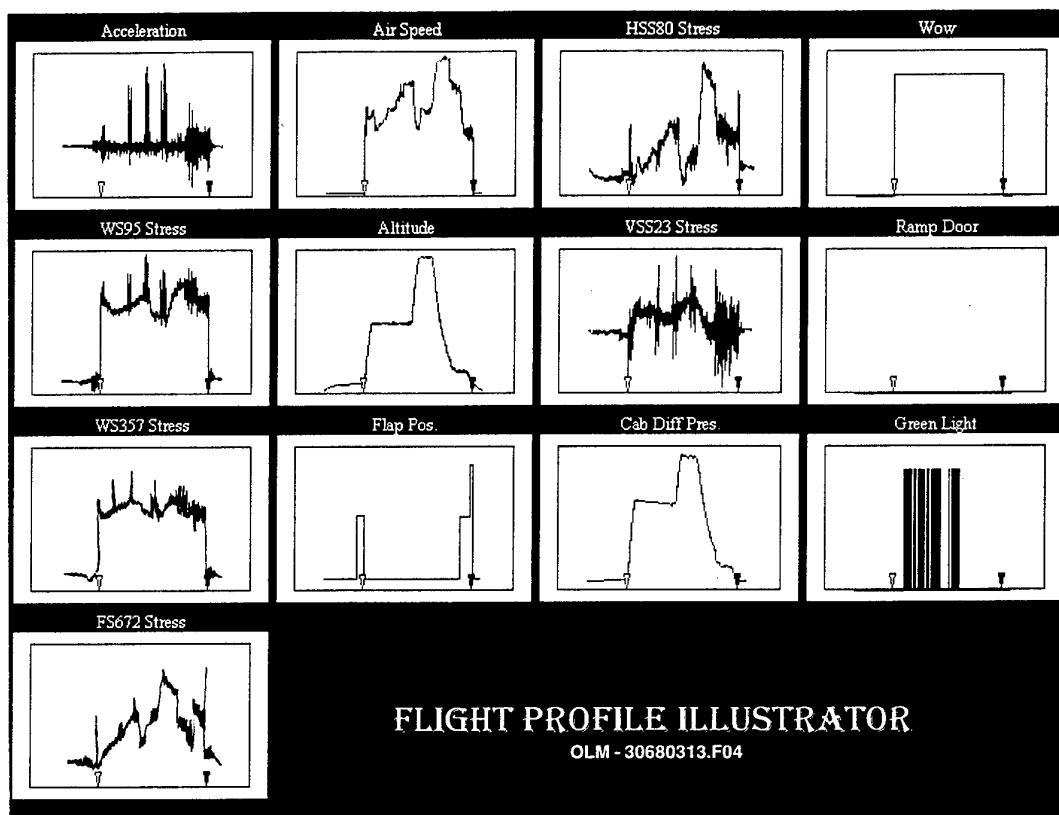 Acceleration
Air Speed
HSS80 Stress
Wow
WS95 Stress
Altitude
VSS23 Stress
Ramp Door
WS357 Stress
Flap Pos.
Cab Diff Pres.
Green Light
FS672 Stress
FLIGHT PROFILE ILLUSTRATOR
OLM - 30680313.F04